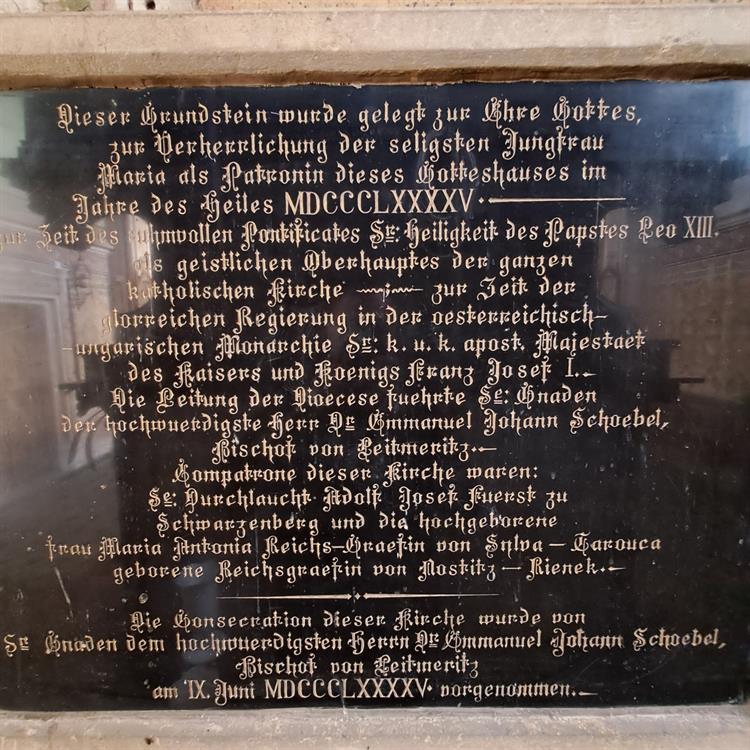 Dieser Grundstein wurde gelegt zur Ehre Gottes,
zur Verherrlichung der seligsten Jungfrau
Maria als Patronin dieses Gotteshauses im
Jahre des Heiles MDCCCLXXXXV.
zur Zeit des ruhmvollen Pontificates Sr: Heiligkeit des Papstes Leo XIII.
als geistlichen Oberhauptes der ganzen
katholischen Kirche — zur Zeit der
glorreichen Regierung in der oesterreichisch-
-ungarischen Monarchie Sr: k. u. k. apost. Majestaet
des Kaisers und Koenigs Franz Josef I.-
Die Leitung der Dioecese fuehrte Se: Gnaden
der hochwuerdigste Herr Dr Emmanuel Johann Schoebel,
Bischof von Leitmeritz.-
Compatrone dieser Kirche waren:
Se: Durchlaucht Adolf Josef Fuerst zu
Schwarzenberg und die hochgeborene
Frau Maria Antonia Reichs-Graefin von Sylva - Tarouca
geborene Reichsgraefin von Nostitz - Rienek.-
Die Consecration dieser Kirche wurde von
Sr Gnaden dem hochwuerdigsten Herrn Dr Emmanuel Johann Schoebel,
Bischof von Leitmeritz
am IX. Juni MDCCCLXXXXV. vorgenommen.-